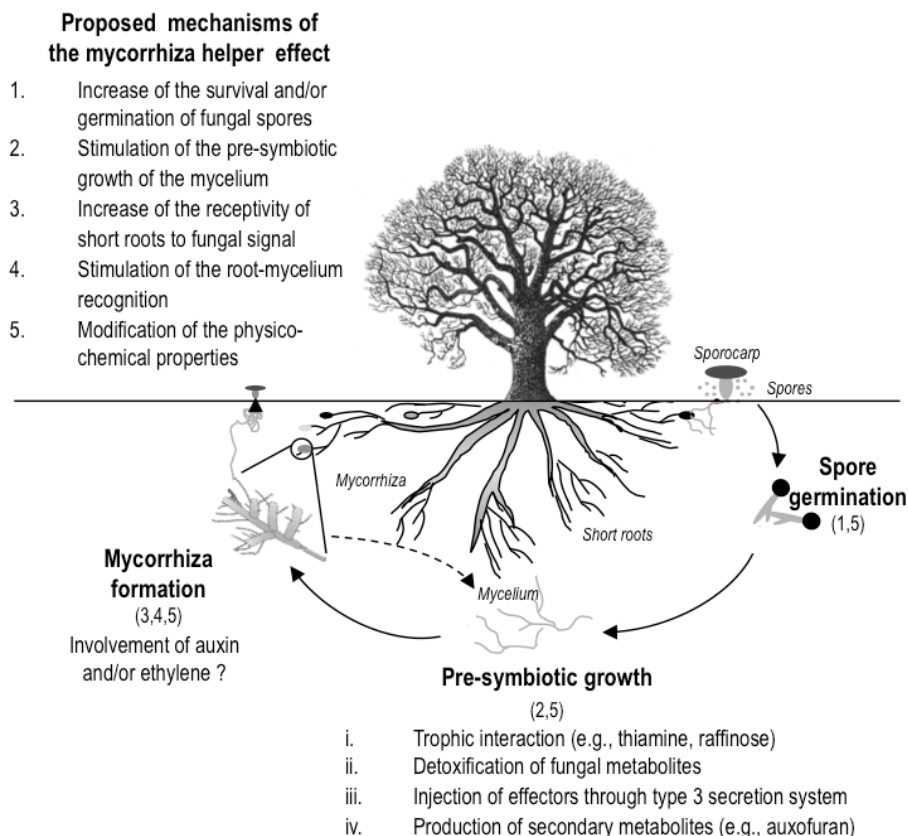 Proposed mechanisms of
the mycorrhiza helper effect
1. Increase of the survival and/or
germination of fungal spores
2. Stimulation of the pre-symbiotic
growth of the mycelium
3. Increase of the receptivity of
short roots to fungal signal
4. Stimulation of the root-mycelium
recognition
5. Modification of the physico-
chemical properties
Sporocarp
Spores
Mycorrhiza
Short roots
Mycelium
Spore
germination
(1,5)
Mycorrhiza
formation
(3,4,5)
Involvement of auxin
and/or ethylene ?
Pre-symbiotic growth
(2,5)
i. Trophic interaction (e.g., thiamine, raffinose)
ii. Detoxification of fungal metabolites
iii. Injection of effectors through type 3 secretion system
iv. Production of secondary metabolites (e.g., auxofuran)